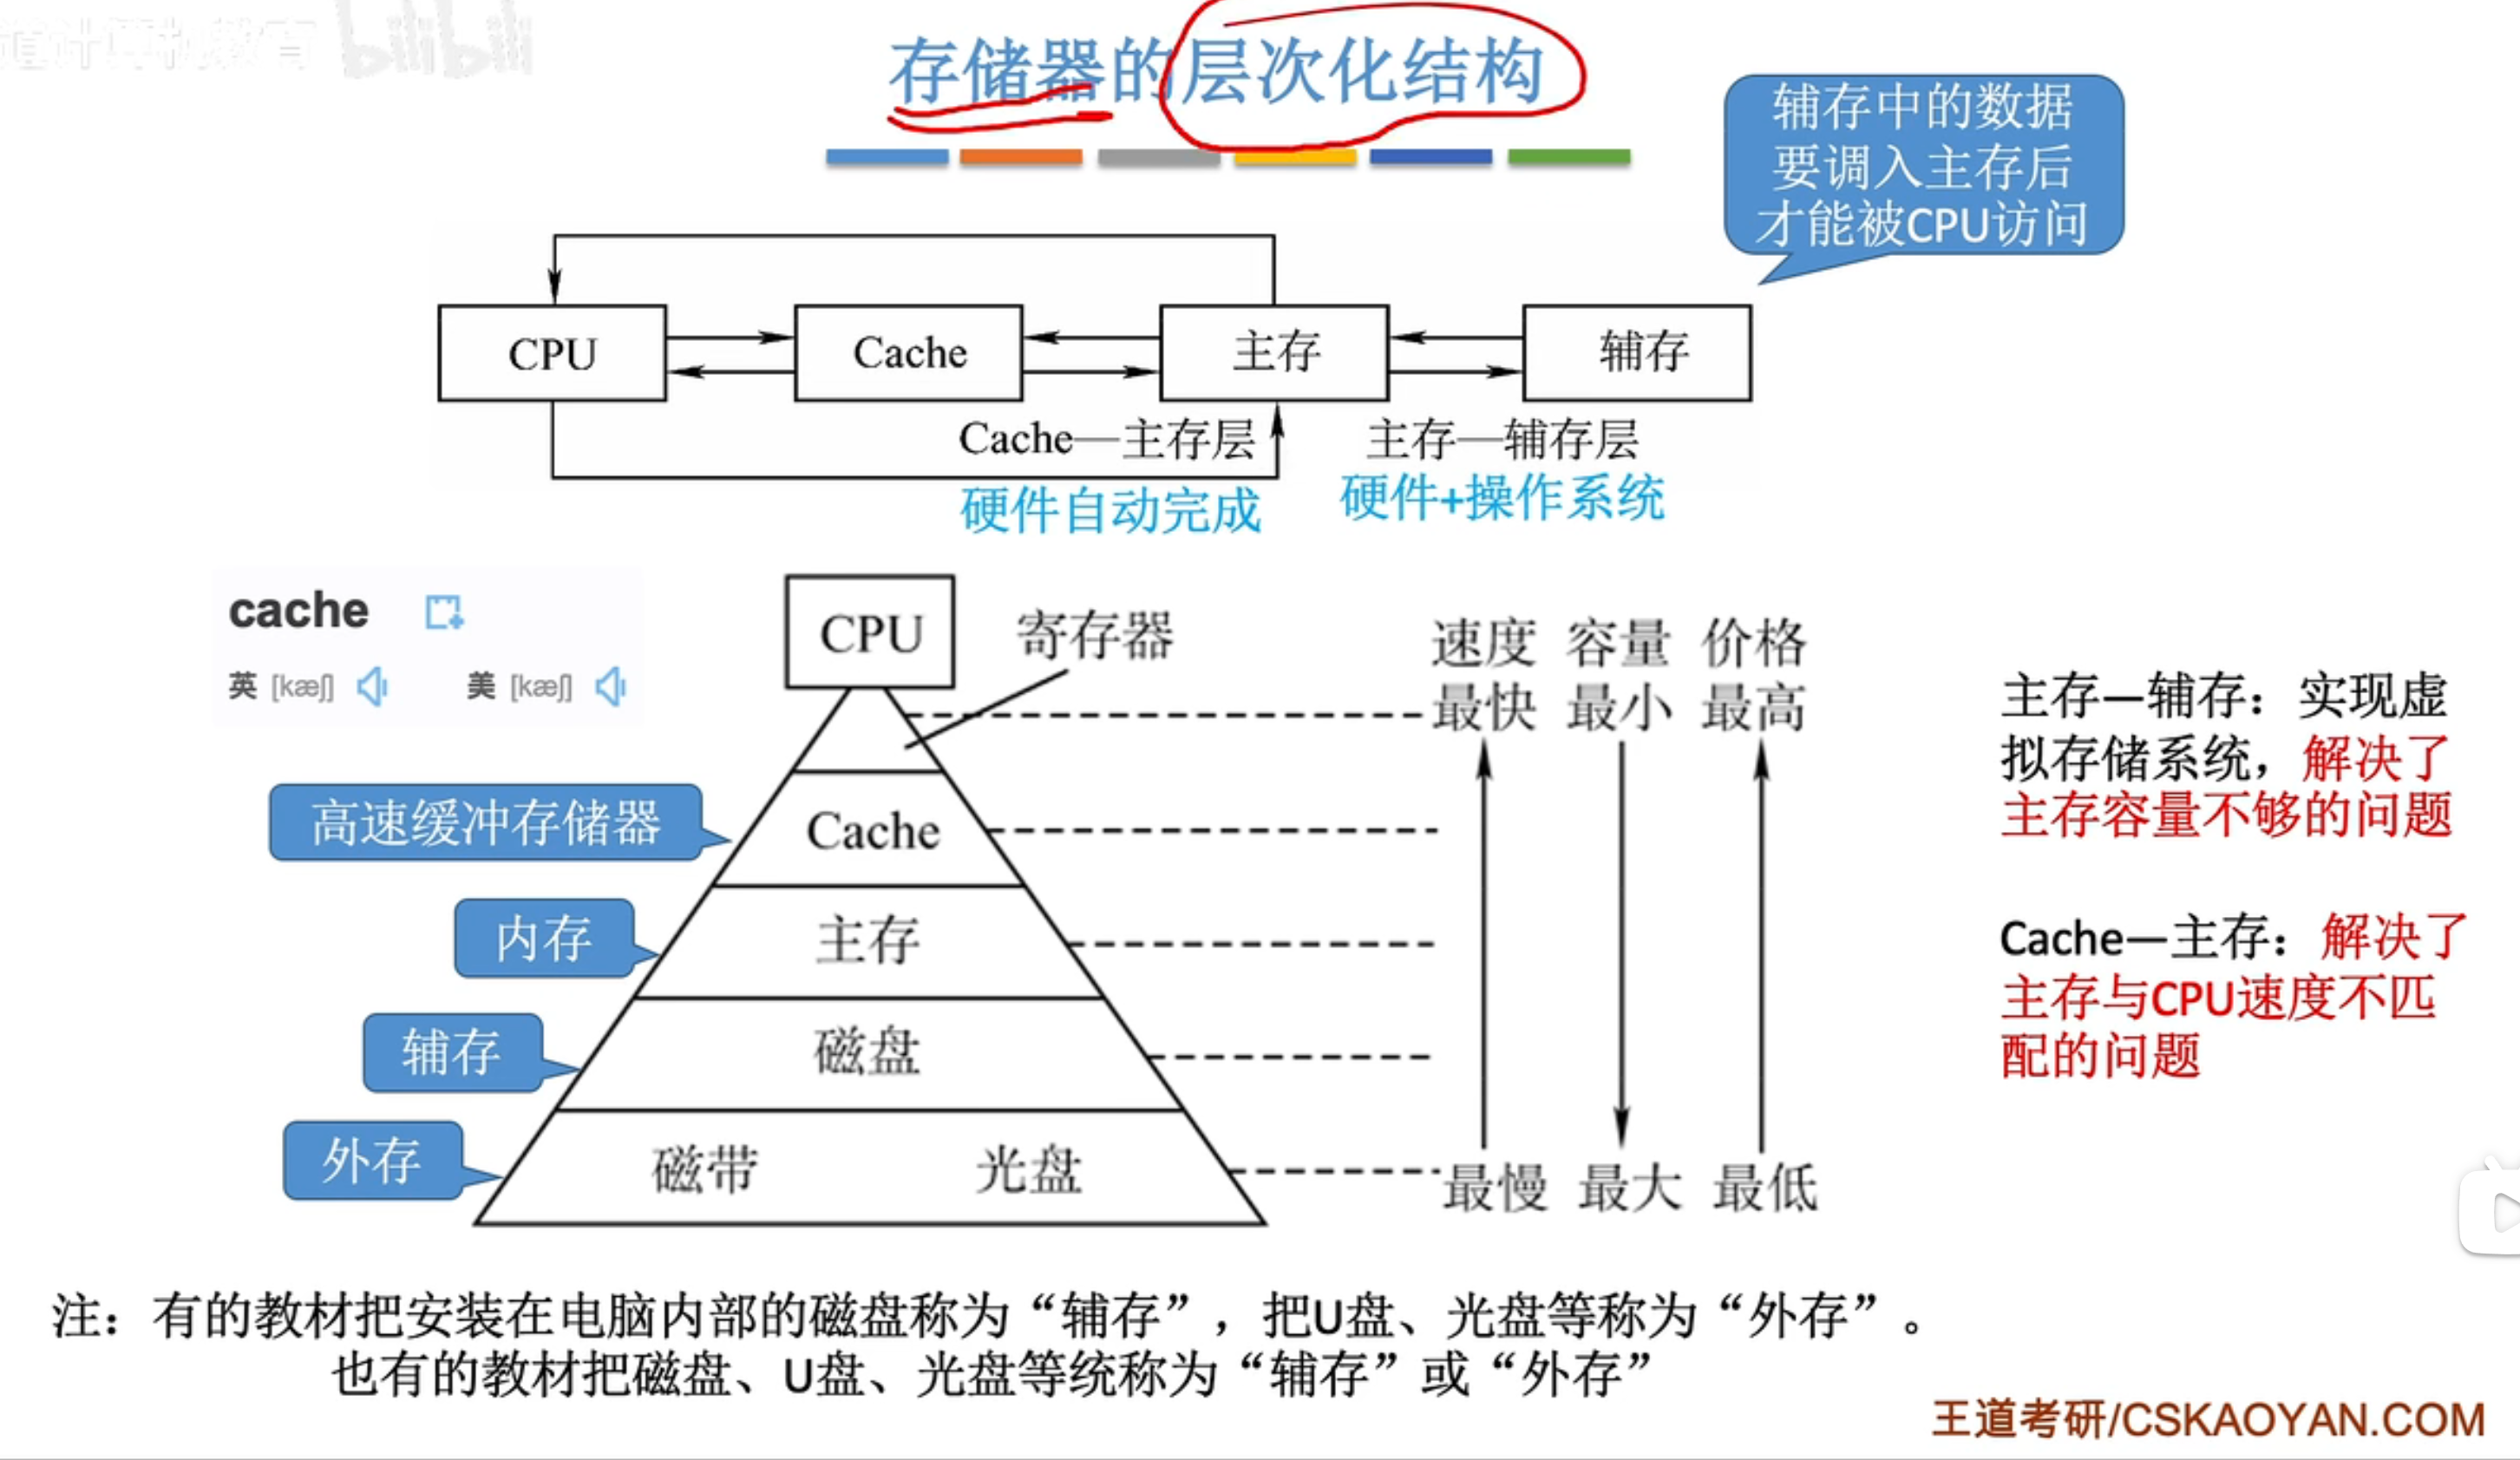 道计算机教育 bilibili
存储器的层次化结构
辅存中的数据
要调入主存后
才能被CPU访问
CPU
Cache
主存
辅存
Cache—主存层
主存—辅存层
硬件自动完成
硬件+操作系统
cache
英 [kæʃ] 美 [kæʃ]
CPU
寄存器
速度 容量 价格
最快 最小 最高
高速缓冲存储器
Cache
内存
主存
辅存
磁盘
外存
磁带 光盘
最慢 最大 最低
主存—辅存：实现虚
拟存储系统，解决了
主存容量不够的问题
Cache—主存：解决了
主存与CPU速度不匹
配的问题
注：有的教材把安装在电脑内部的磁盘称为“辅存”，把U盘、光盘等称为“外存”。
也有的教材把磁盘、U盘、光盘等统称为“辅存”或“外存”
王道考研/CSKAOYAN.COM